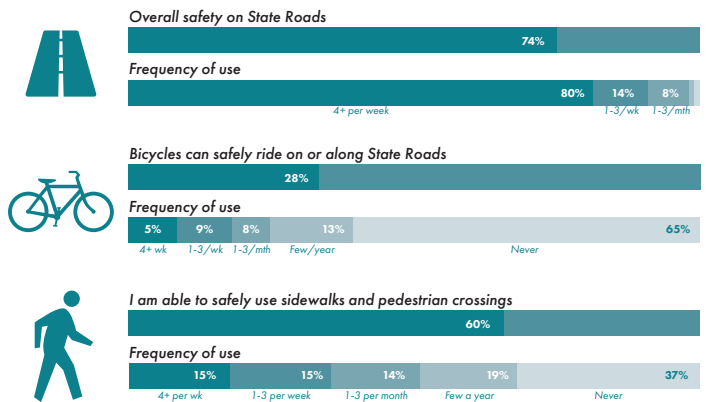 Overall safety on State Roads
74%
Frequency of use
80% 14% 8%
4+ per week 1-3/wk 1-3/mth
Bicycles can safely ride on or along State Roads
28%
Frequency of use
5% 9% 8% 13% 65%
4+ wk 1-3/wk 1-3/mth Few/year Never
I am able to safely use sidewalks and pedestrian crossings
60%
Frequency of use
15% 15% 14% 19% 37%
4+ per wk 1-3 per week 1-3 per month Few a year Never